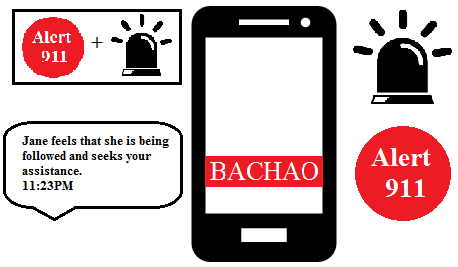 Alert
911
+
Jane feels that she is being
followed and seeks your
assistance.
11:23PM
BACHAO
Alert
911